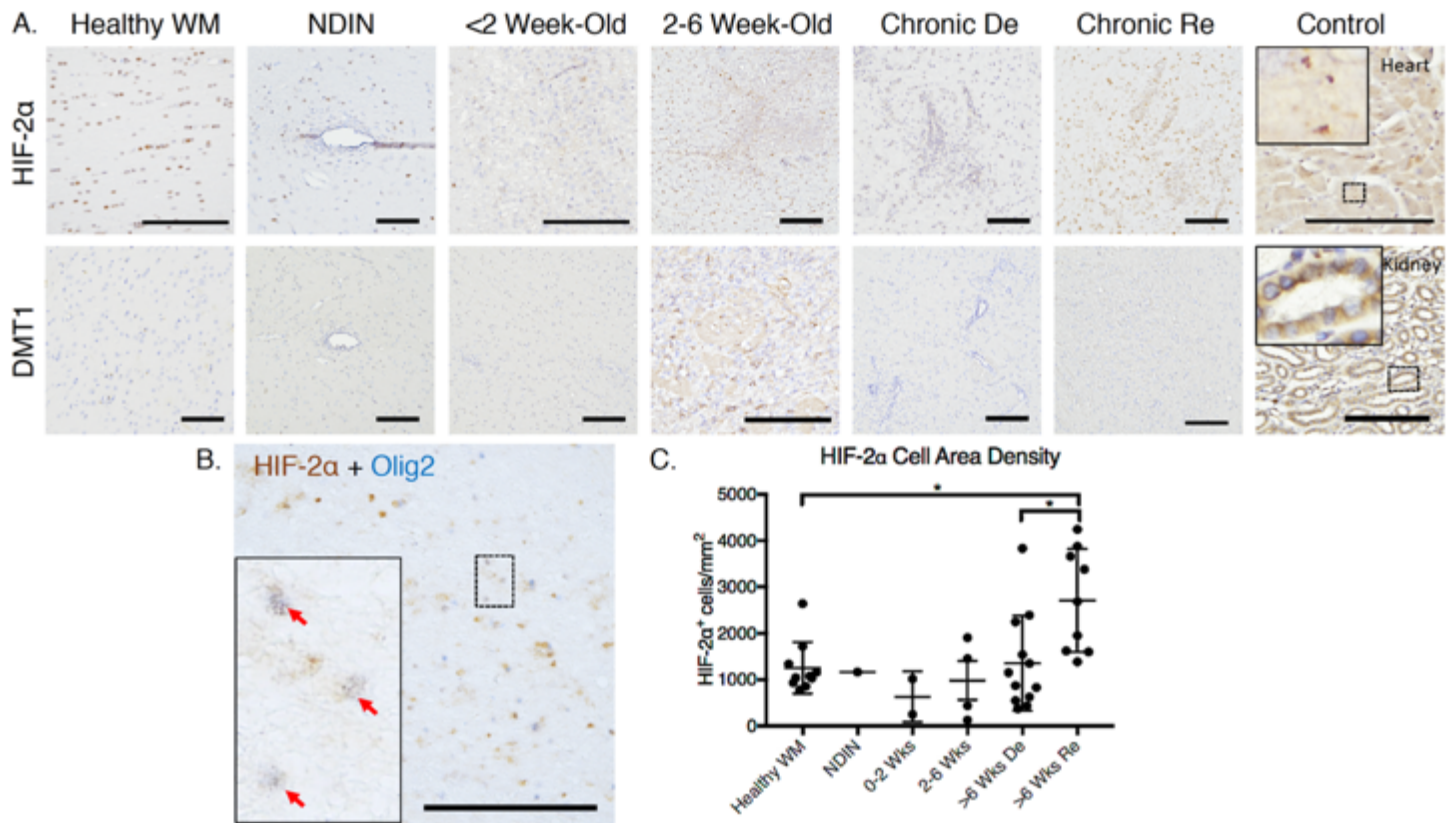 A. Healthy WM NDIN <2 Week-Old 2-6 Week-Old Chronic De Chronic Re Control
HIF-2α
Heart
DMT1
Kidney
B.
HIF-2α + Olig2
C.
HIF-2α Cell Area Density
HIF-2α⁺ cells/mm²
5000
4000
3000
2000
1000
0
*
*
Healthy WM
NDIN
0-2 Wks
2-6 Wks
>6 Wks De
>6 Wks Re